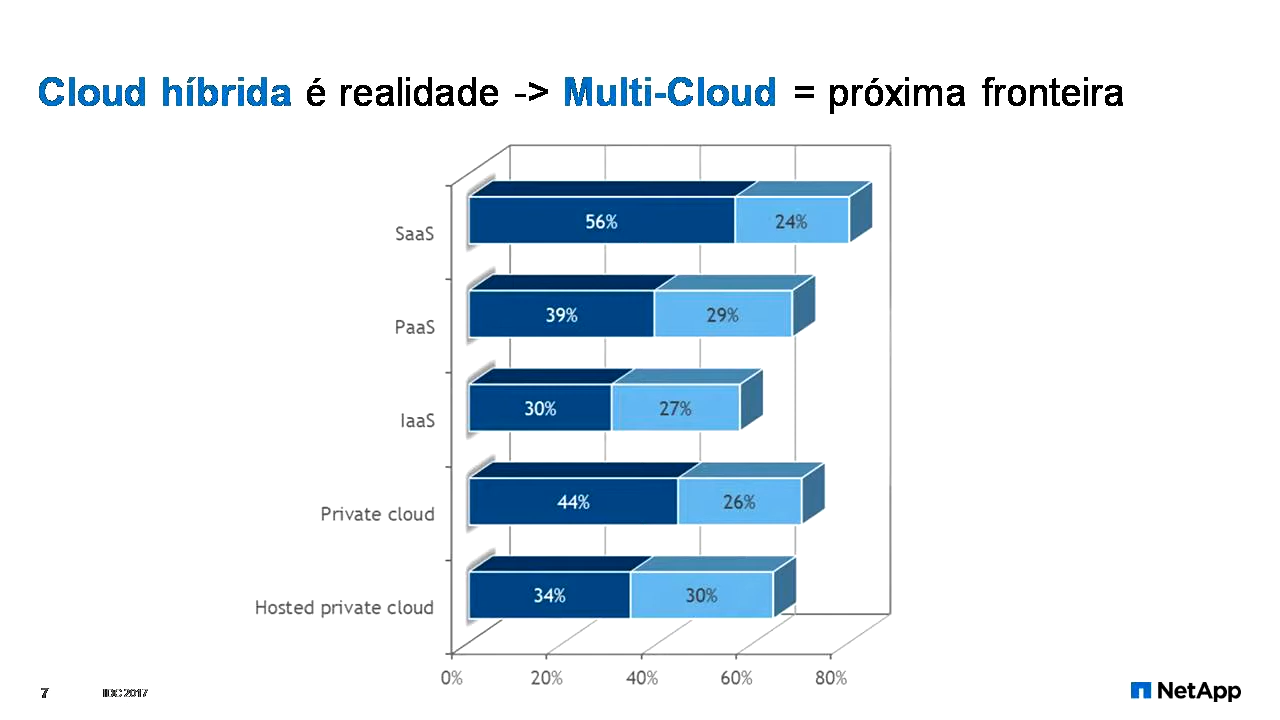 Cloud híbrida é realidade -> Multi-Cloud = próxima fronteira
SaaS 56% 24%
PaaS 39% 29%
IaaS 30% 27%
Private cloud 44% 26%
Hosted private cloud 34% 30%
0% 20% 40% 60% 80%
7 2017 NetApp